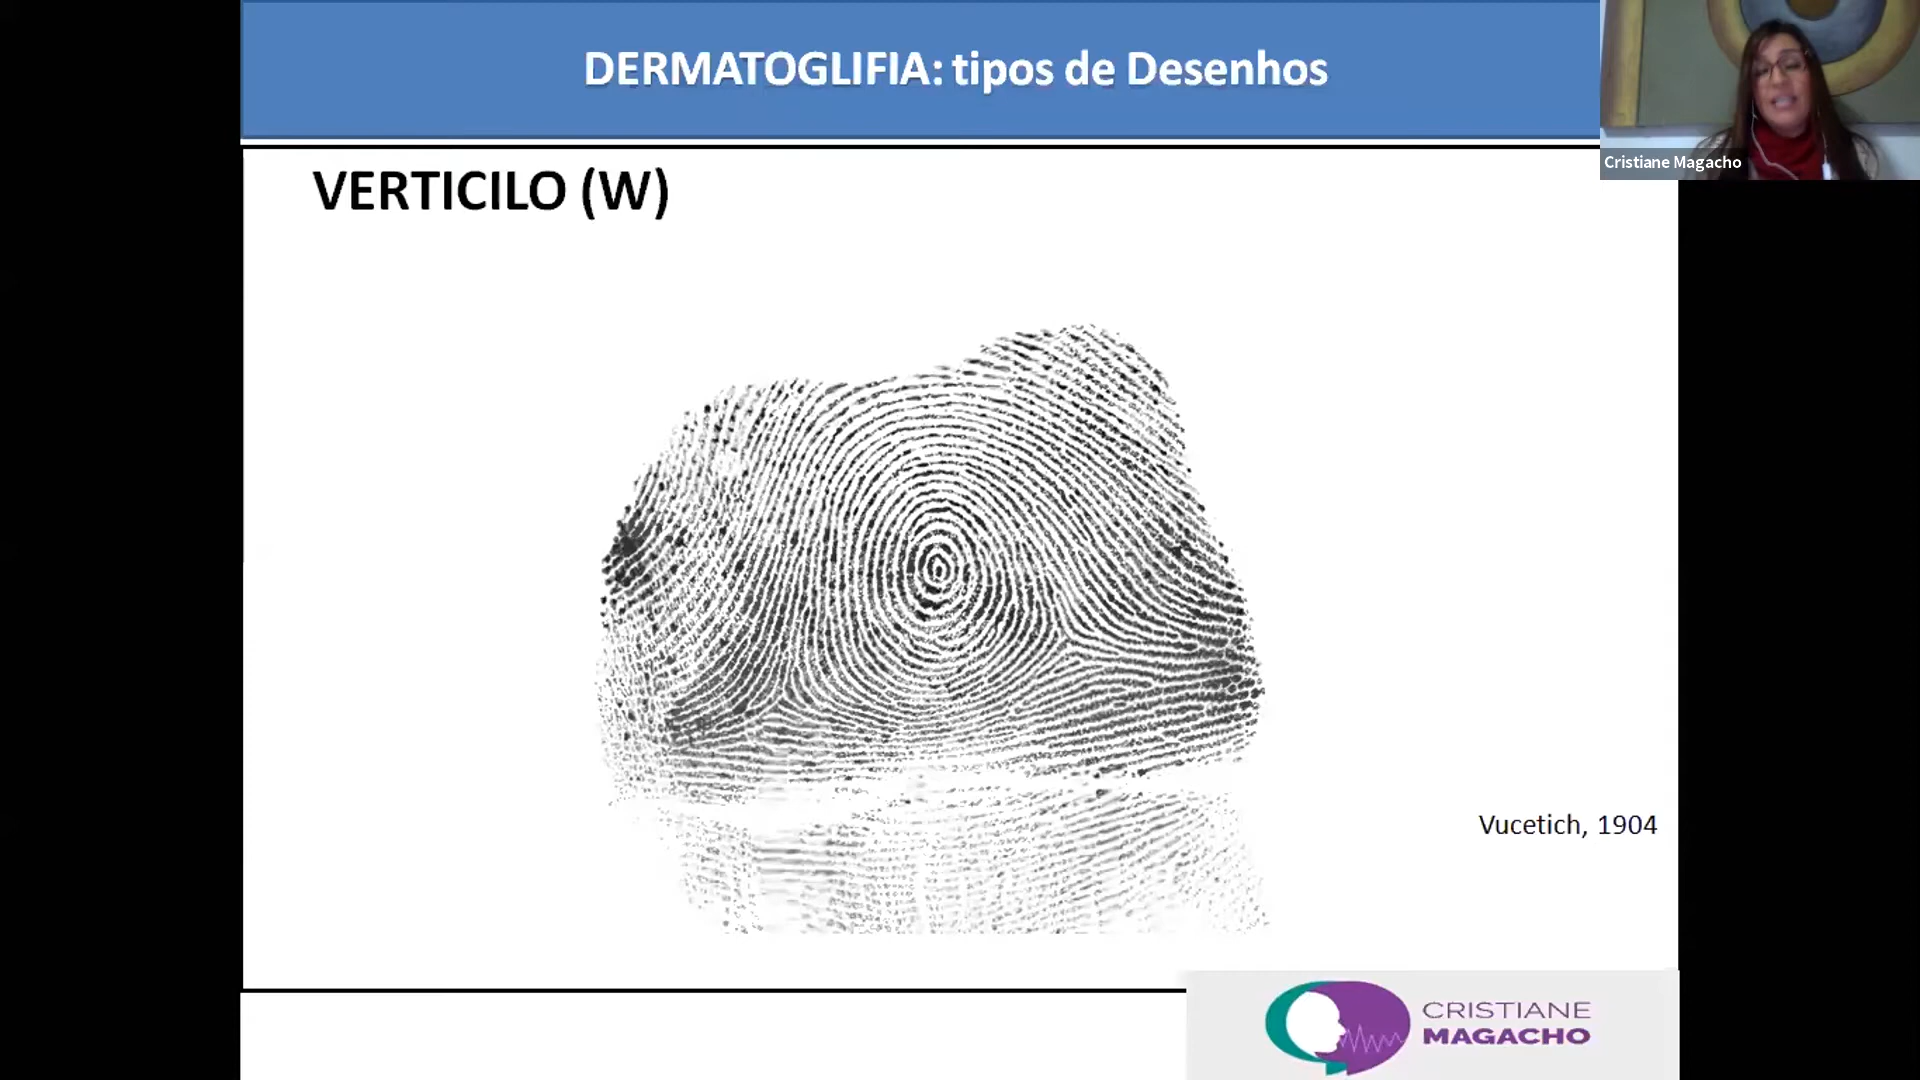 DERMATOGLIFIA: tipos de Desenhos
Cristiane Magacho
VERTICILO (W)
Vucetich, 1904
CRISTIANE
MAGACHO